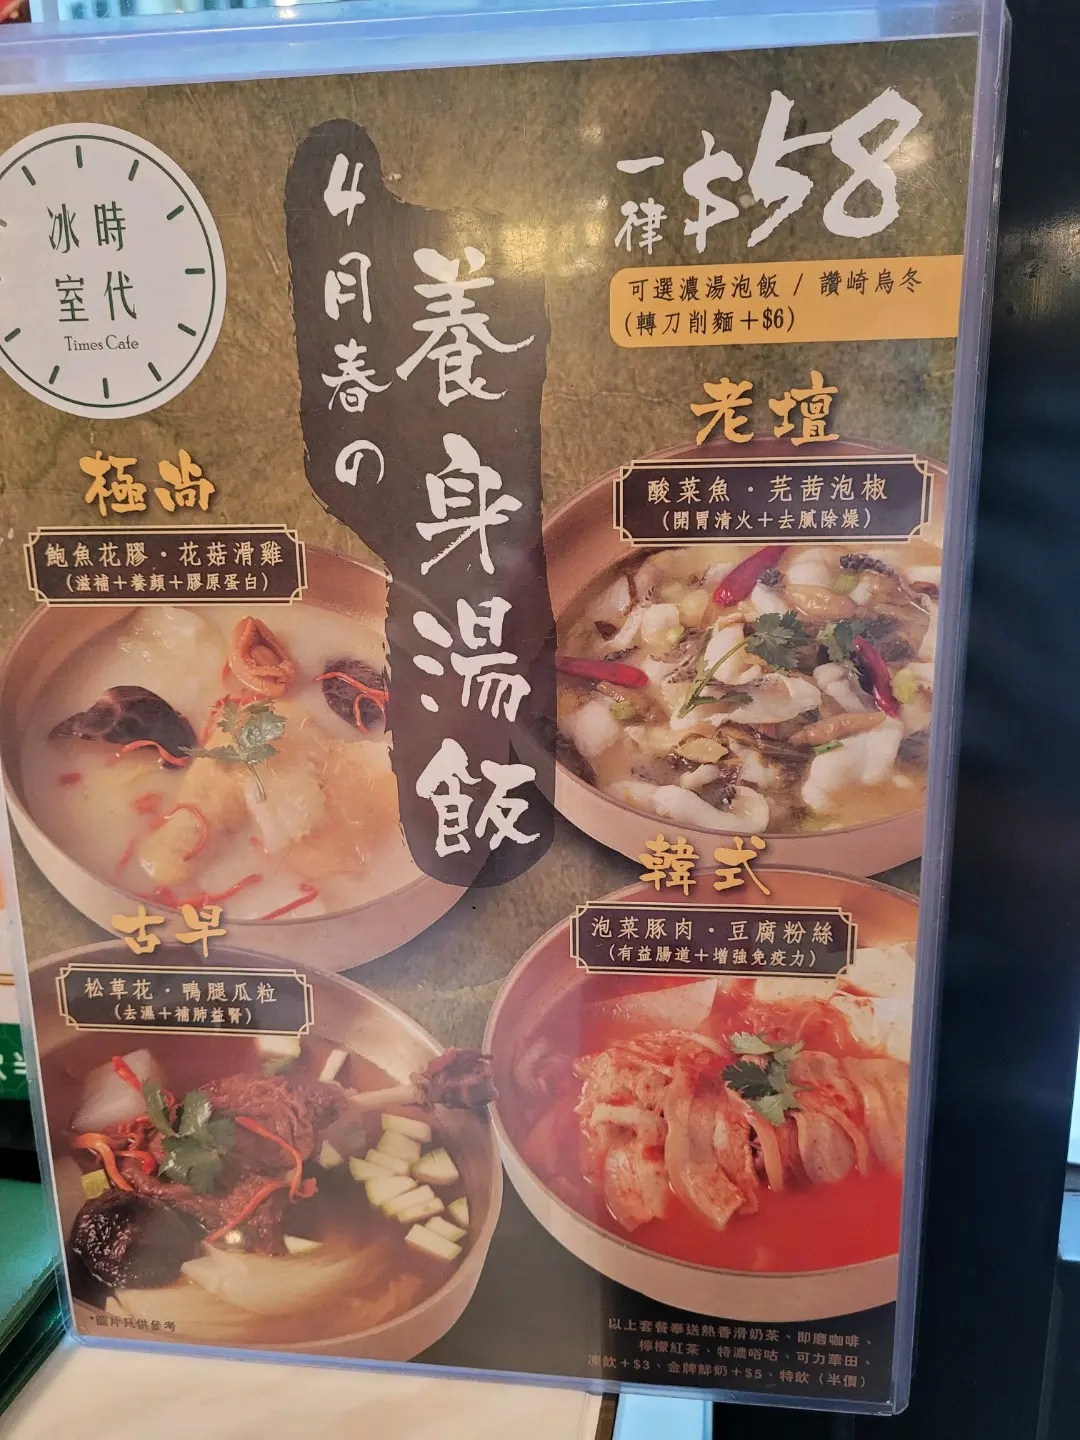 時代
冰室
Times Cafe
4月春の
養身湯飯
一律$58
可選濃湯泡飯 / 讚崎烏冬
(轉刀削麵＋$6)
極尚
鮑魚花膠・花菇滑雞
(滋補＋養顏＋膠原蛋白)
老壇
酸菜魚・芫茜泡椒
(開胃清火＋去膩除燥)
古早
松草花・鴨腿瓜粒
(去濕＋補肺益腎)
韓式
泡菜豚肉・豆腐粉絲
(有益腸道＋增強免疫力)
*圖片只供參考
以上套餐奉送熱香滑奶茶、即磨咖啡、
檸檬紅茶、特濃唂咕、可力華田、
凍飲＋$3、金牌鮮奶＋$5、特飲（半價）